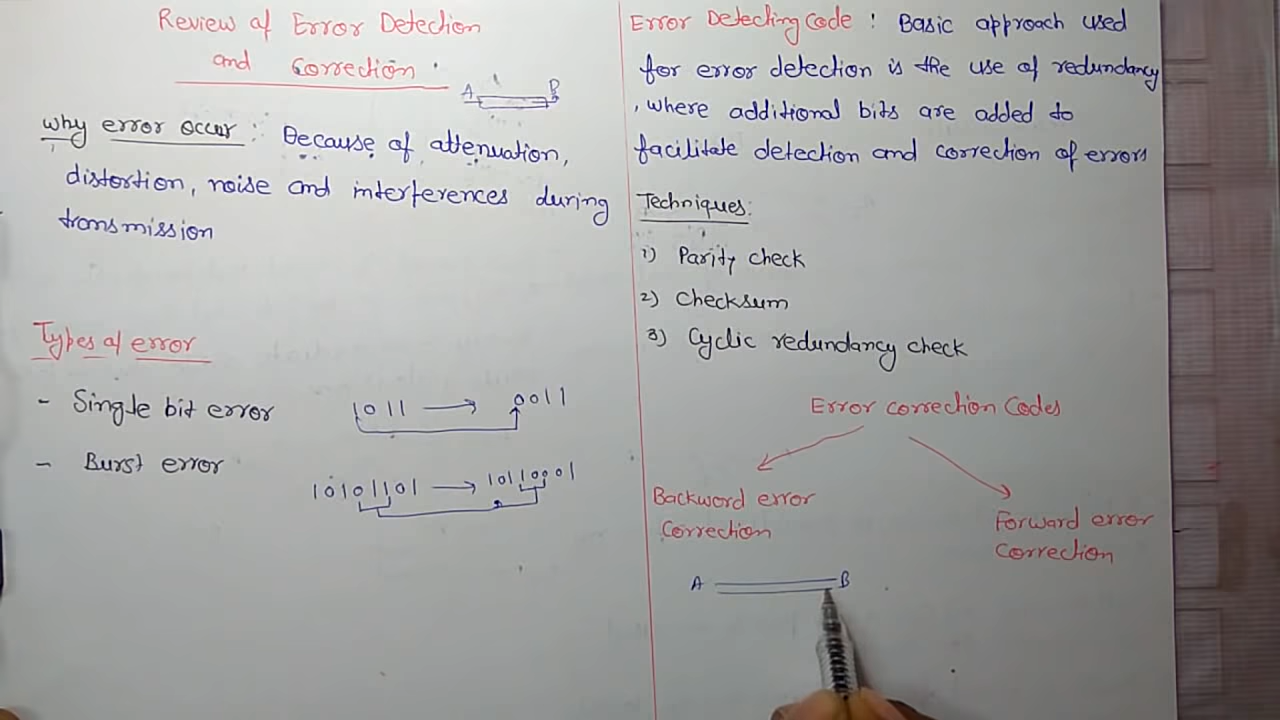 Review of Error Detection
and Correction.
A B
Why error occur: Because of attenuation,
distortion, noise and interferences during
transmission
Types of error
- Single bit error 1011 → 0011
- Burst error 10101101 → 10110001
Error Detecting Code : Basic approach used
for error detection is the use of redundancy
, where additional bits are added to
facilitate detection and correction of errors
Techniques:
1) Parity check
2) Checksum
3) Cyclic redundancy check
Error correction Codes
Backword error
Correction
Forward error
Correction
A B